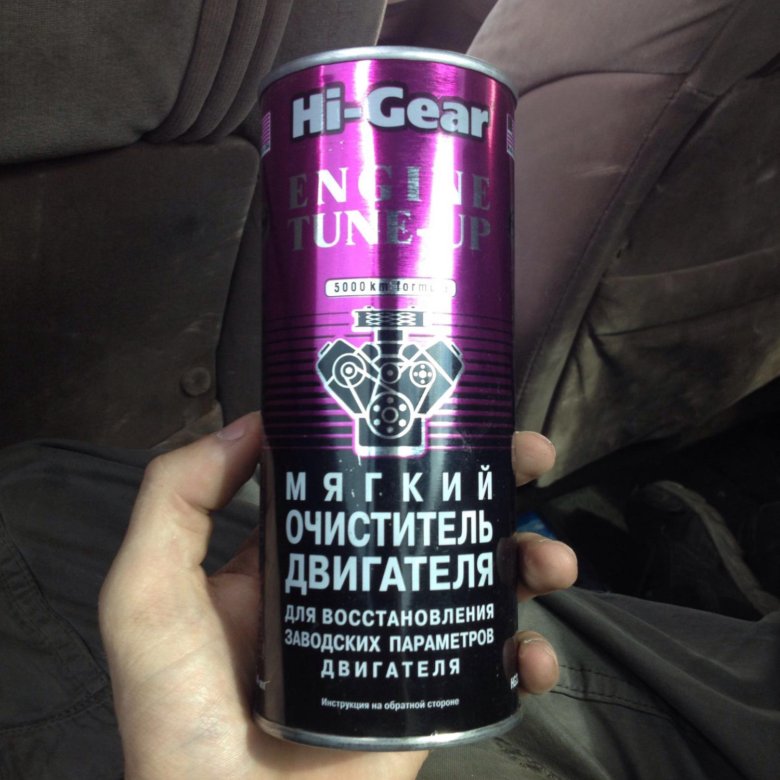 Hi-Gear
ENGINE
TUNE-UP
5000 km formula
МЯГКИЙ
ОЧИСТИТЕЛЬ
ДВИГАТЕЛЯ
ДЛЯ ВОССТАНОВЛЕНИЯ
ЗАВОДСКИХ ПАРАМЕТРОВ
ДВИГАТЕЛЯ
Инструкция на обратной стороне